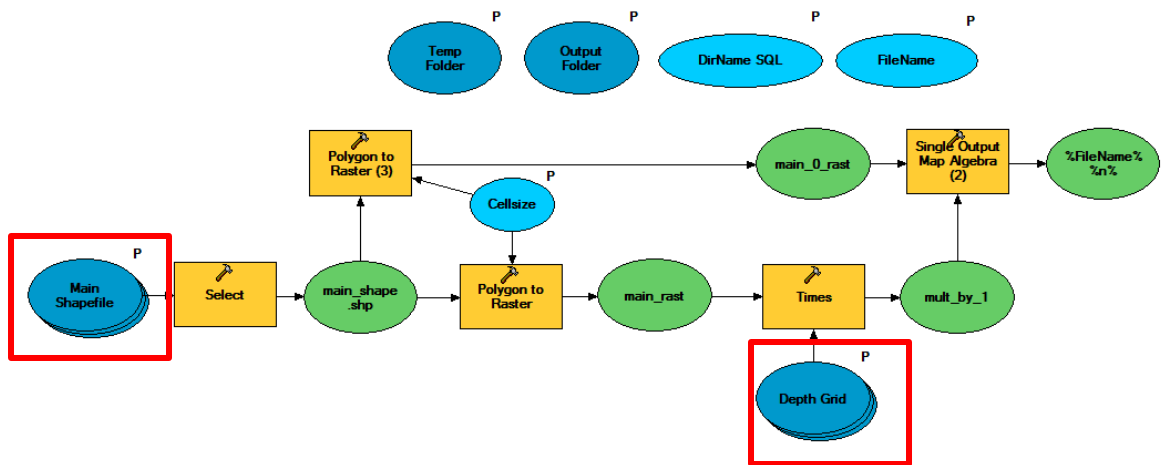 P
P
P
P
Temp
Folder
Output
Folder
DirName SQL
FileName
Polygon to
Raster (3)
main_0_rast
Single Output
Map Algebra
(2)
%FileName%
%n%
P
Cellsize
P
Main
Shapefile
Select
main_shape
.shp
Polygon to
Raster
main_rast
Times
mult_by_1
P
Depth Grid